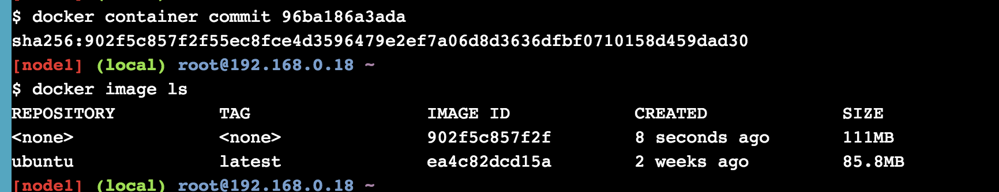 $ docker container commit 96ba186a3ada
sha256:902f5c857f2f55ec8fce4d3596479e2ef7a06d8d3636dfbf0710158d459dad30
[node1] (local) root@192.168.0.18 ~
$ docker image ls
REPOSITORY TAG IMAGE ID CREATED SIZE
<none> <none> 902f5c857f2f 8 seconds ago 111MB
ubuntu latest ea4c82dcd15a 2 weeks ago 85.8MB
[node1] (local) root@192.168.0.18 ~